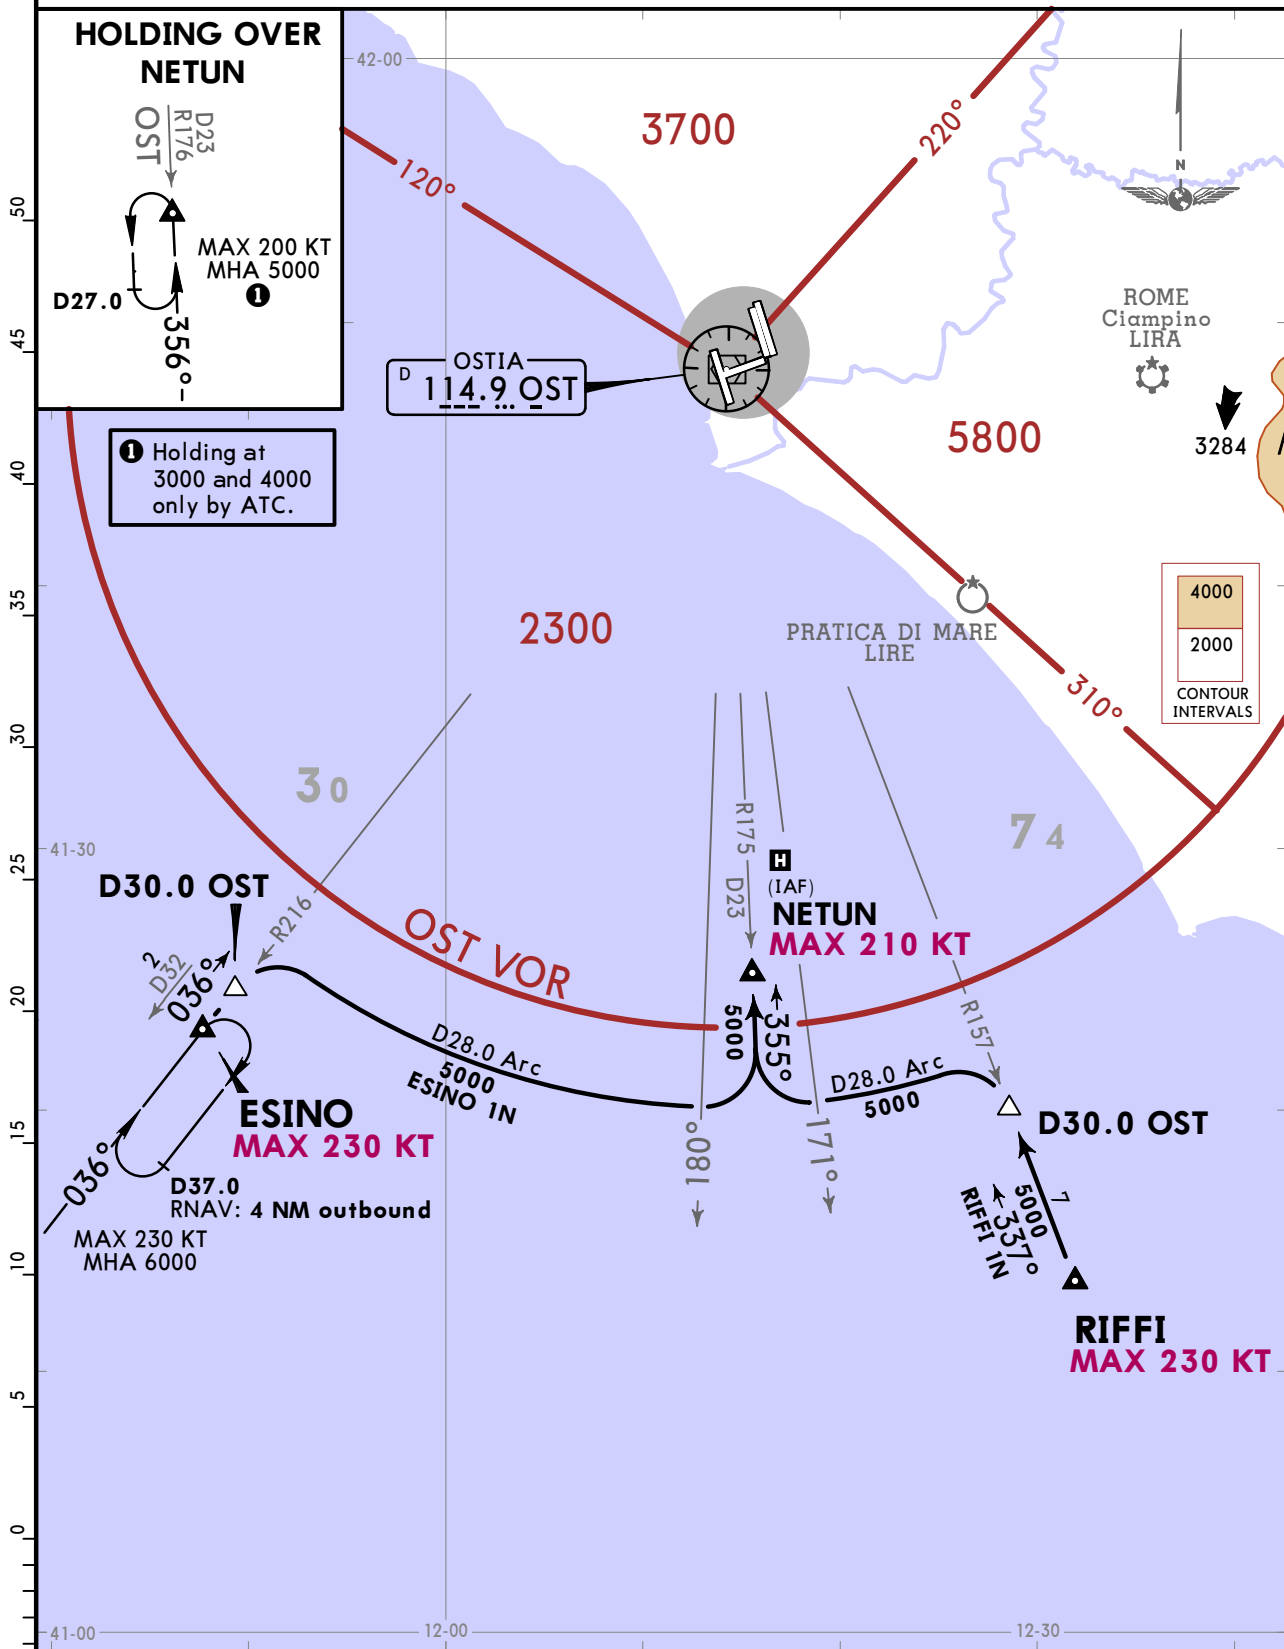 HOLDING OVER
NETUN
D23
R176
OST
MAX 200 KT
MHA 5000
1
D27.0
356°
1 Holding at
3000 and 4000
only by ATC.
42-00
3700
120°
220°
N
OSTIA
D 114.9 OST
ROME
Ciampino
LIRA
5800
3284
2300
PRATICA DI MARE
LIRE
310°
4000
2000
CONTOUR
INTERVALS
30
74
41-30
D30.0 OST
R216
2
D32
036°
OST VOR
R175
D23
H
(IAF)
NETUN
MAX 210 KT
5000
355°
R157
D28.0 Arc
5000
ESINO 1N
D28.0 Arc
5000
ESINO
MAX 230 KT
D30.0 OST
036°
D37.0
RNAV: 4 NM outbound
MAX 230 KT
MHA 6000
180°
171°
7
5000
337°
RIFFI 1N
RIFFI
MAX 230 KT
50
45
40
35
30
25
20
15
10
5
0
41-00
12-00
12-30